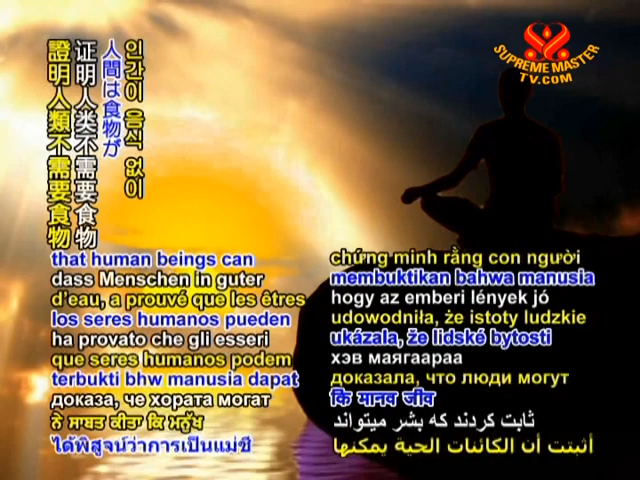 SUPREME MASTER
TV.COM
證明人類不需要食物
证明人类不需要食物
人間は食物が
인간이 음식 없이
that human beings can
dass Menschen in guter
d'eau, a prouvé que les êtres
los seres humanos pueden
ha provato che gli esseri
que seres humanos podem
terbukti bhw manusia dapat
доказа, че хората могат
ਨੇ ਸਾਬਤ ਕੀਤਾ ਕਿ ਮਨੁੱਖ
ได้พิสูจน์ว่าการเป็นแม่ชี
chứng minh rằng con người
membuktikan bahwa manusia
hogy az emberi lények jó
udowodniła, że istoty ludzkie
ukázala, že lidské bytosti
хэв маягаараа
доказала, что люди могут
कि मानव जीव
ثابت کردند که بشر میتواند
أثبتت أن الكائنات الحية يمكنها